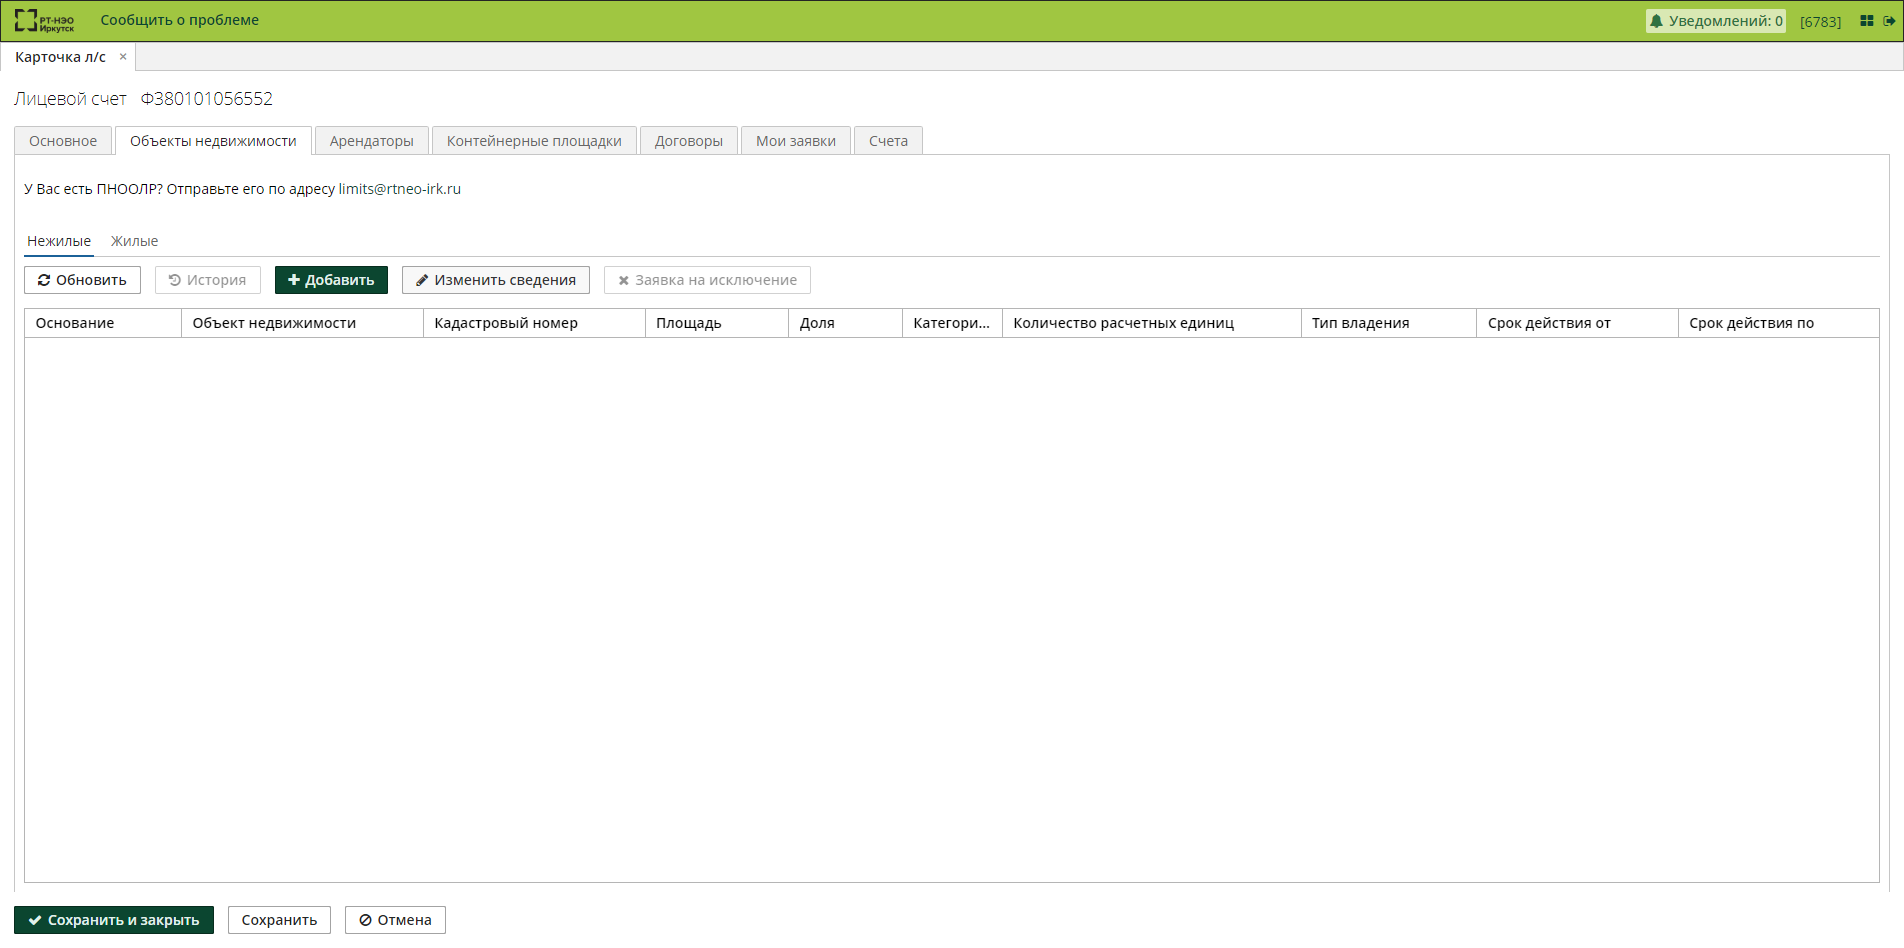 РТ-НЭО
Иркутск
Сообщить о проблеме
Уведомлений: 0
[6783]
Карточка л/с ×
Лицевой счет Ф380101056552
Основное Объекты недвижимости Арендаторы Контейнерные площадки Договоры Мои заявки Счета
У Вас есть ПНООЛР? Отправьте его по адресу limits@rtneo-irk.ru
Нежилые Жилые
Обновить История Добавить Изменить сведения Заявка на исключение
Основание Объект недвижимости Кадастровый номер Площадь Доля Категори... Количество расчетных единиц Тип владения Срок действия от Срок действия по
Сохранить и закрыть Сохранить Отмена